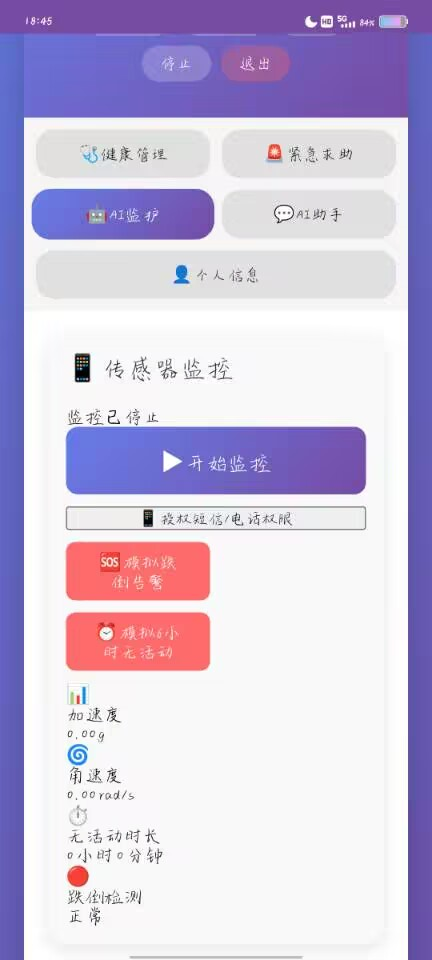 18:45
HD
5G
84%
停止
退出
健康管理
紧急求助
AI监护
AI助手
个人信息
传感器监控
监控已停止
开始监控
授权短信/电话权限
SOS 模拟跌
倒告警
模拟6小
时无活动
加速度
0.00g
角速度
0.00rad/s
无活动时长
0小时0分钟
跌倒检测
正常